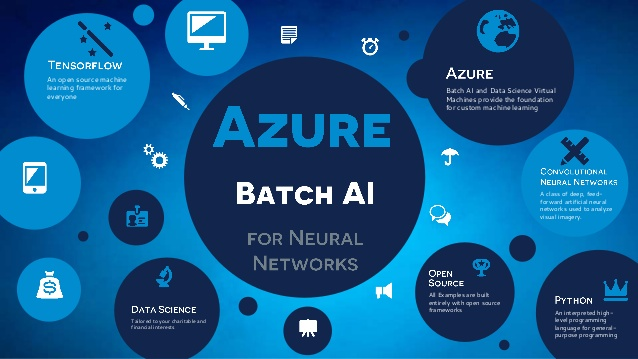 TENSORFLOW
An open source machine
learning framework for
everyone
AZURE
Batch AI and Data Science Virtual
Machines provide the foundation
for custom machine learning
AZURE
BATCH AI
FOR NEURAL
NETWORKS
CONVOLUTIONAL
NEURAL NETWORKS
A class of deep, feed-
forward artificial neural
networks used to analyze
visual imagery.
DATA SCIENCE
Tailored to your charitable and
financial interests
OPEN
SOURCE
All Examples are built
entirely with open source
frameworks
PYTHON
An interpreted high-
level programming
language for general-
purpose programming